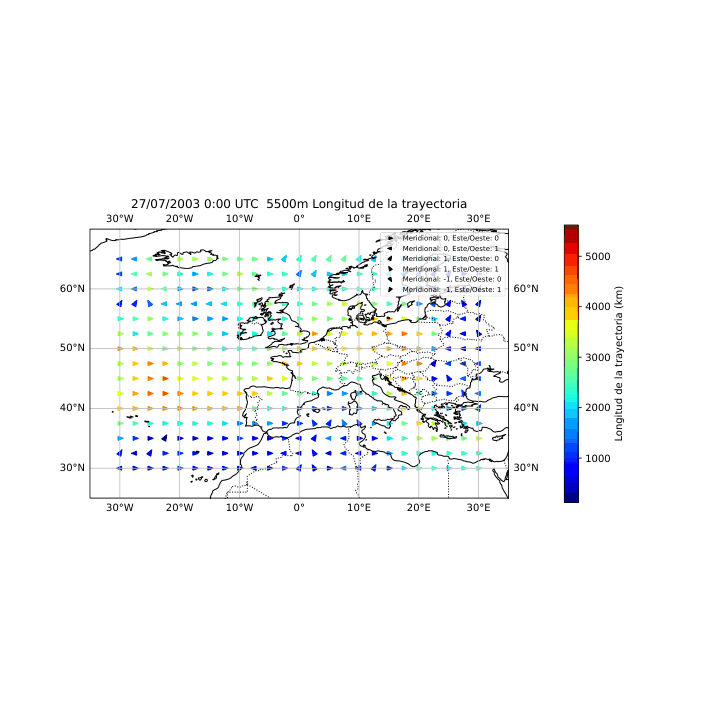 27/07/2003 0:00 UTC  5500m Longitud de la trayectoria
30°W 20°W 10°W 0° 10°E 20°E 30°E
Meridional: 0, Este/Oeste: 0
Meridional: 0, Este/Oeste: 0
Meridional: 1, Este/Oeste: 0
Meridional: 1, Este/Oeste: 1
Meridional: -1, Este/Oeste: 0
Meridional: -1, Este/Oeste: 1
60°N 60°N
50°N 50°N
40°N 40°N
30°N 30°N
30°W 20°W 10°W 0° 10°E 20°E 30°E
5000
4000
3000
2000
1000
Longitud de la trayectoria (km)